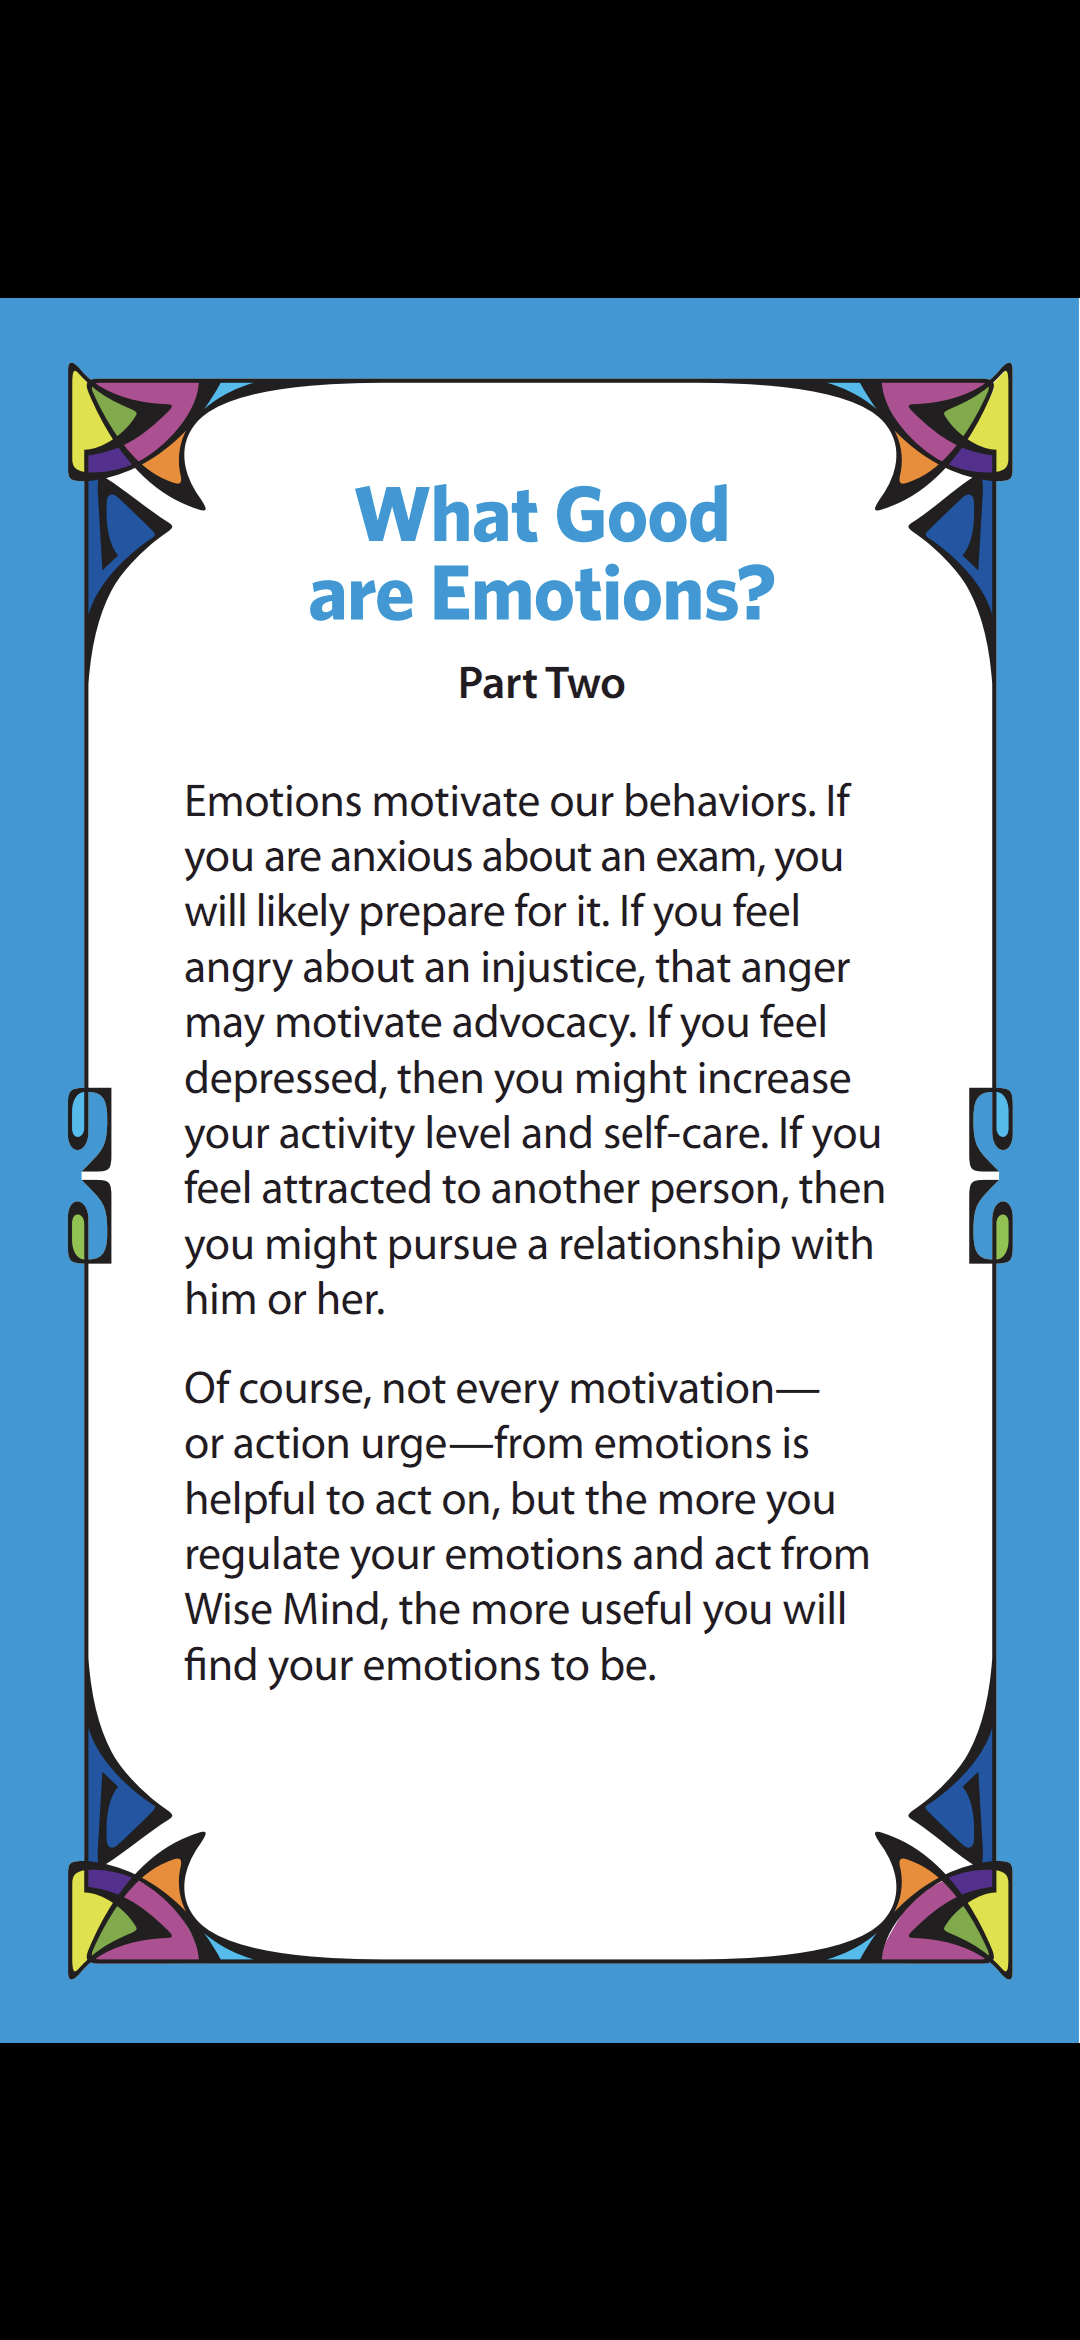 What Good
are Emotions?
Part Two
Emotions motivate our behaviors. If
you are anxious about an exam, you
will likely prepare for it. If you feel
angry about an injustice, that anger
may motivate advocacy. If you feel
depressed, then you might increase
your activity level and self-care. If you
feel attracted to another person, then
you might pursue a relationship with
him or her.
Of course, not every motivation—
or action urge—from emotions is
helpful to act on, but the more you
regulate your emotions and act from
Wise Mind, the more useful you will
find your emotions to be.